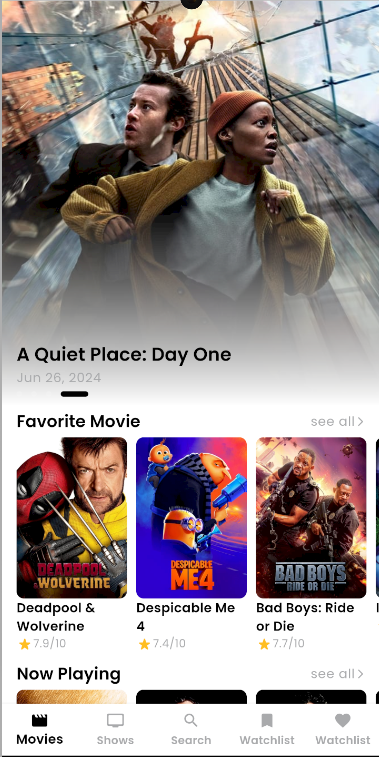 A Quiet Place: Day One
Jun 26, 2024
Favorite Movie
see all
DEADPOOL &
WOLVERINE
DESPICABLE
ME4
BAD BOYS
RIDE OR DIE
Deadpool &
Wolverine
Despicable Me
4
Bad Boys: Ride
or Die
7.9/10
7.4/10
7.7/10
Now Playing
see all
Movies
Shows
Search
Watchlist
Watchlist